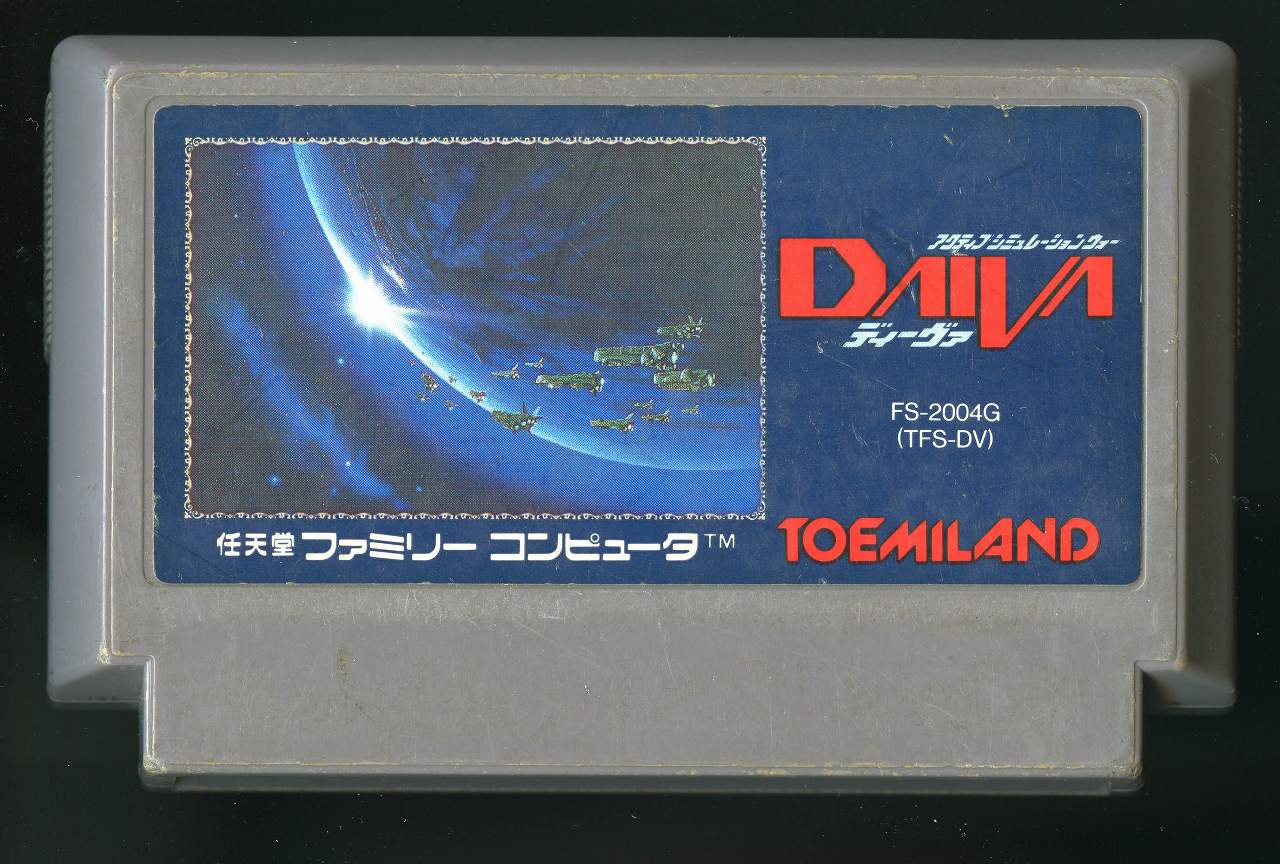 アクティブ・シミュレーションウォー
DAIVA
ディーヴァ
FS-2004G
(TFS-DV)
任天堂 ファミリー コンピュータ™
TOEMILAND